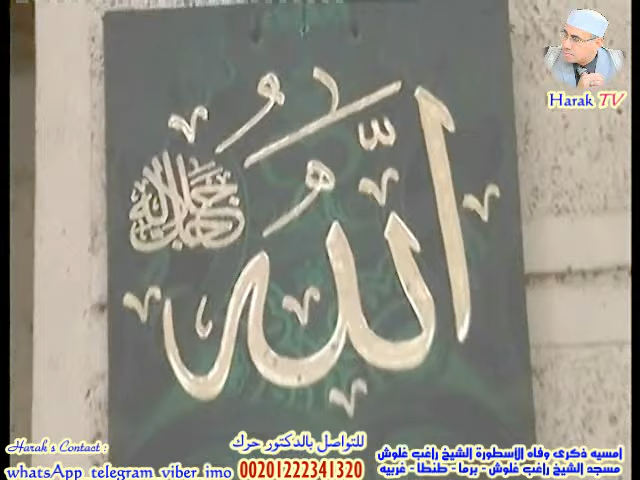 Harak TV
الله
جل جلاله
Harak s Contact :
whatsApp telegram viber imo
للتواصل بالدكتور حرك
00201222341320
امسيه ذكرى وفاه الاسطورة الشيخ راغب غلوش
مسجد الشيخ راغب غلوش - برما - طنطا - غربيه